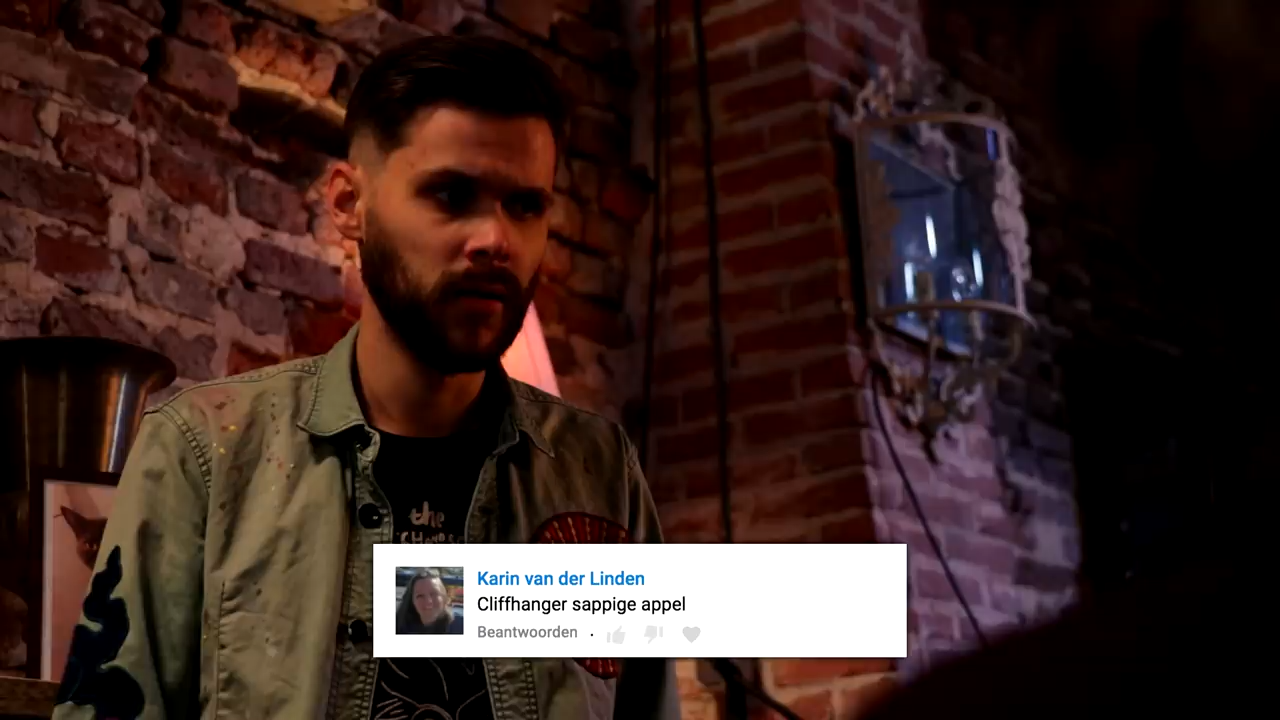 the
Karin van der Linden
Cliffhanger sappige appel
Beantwoorden ·